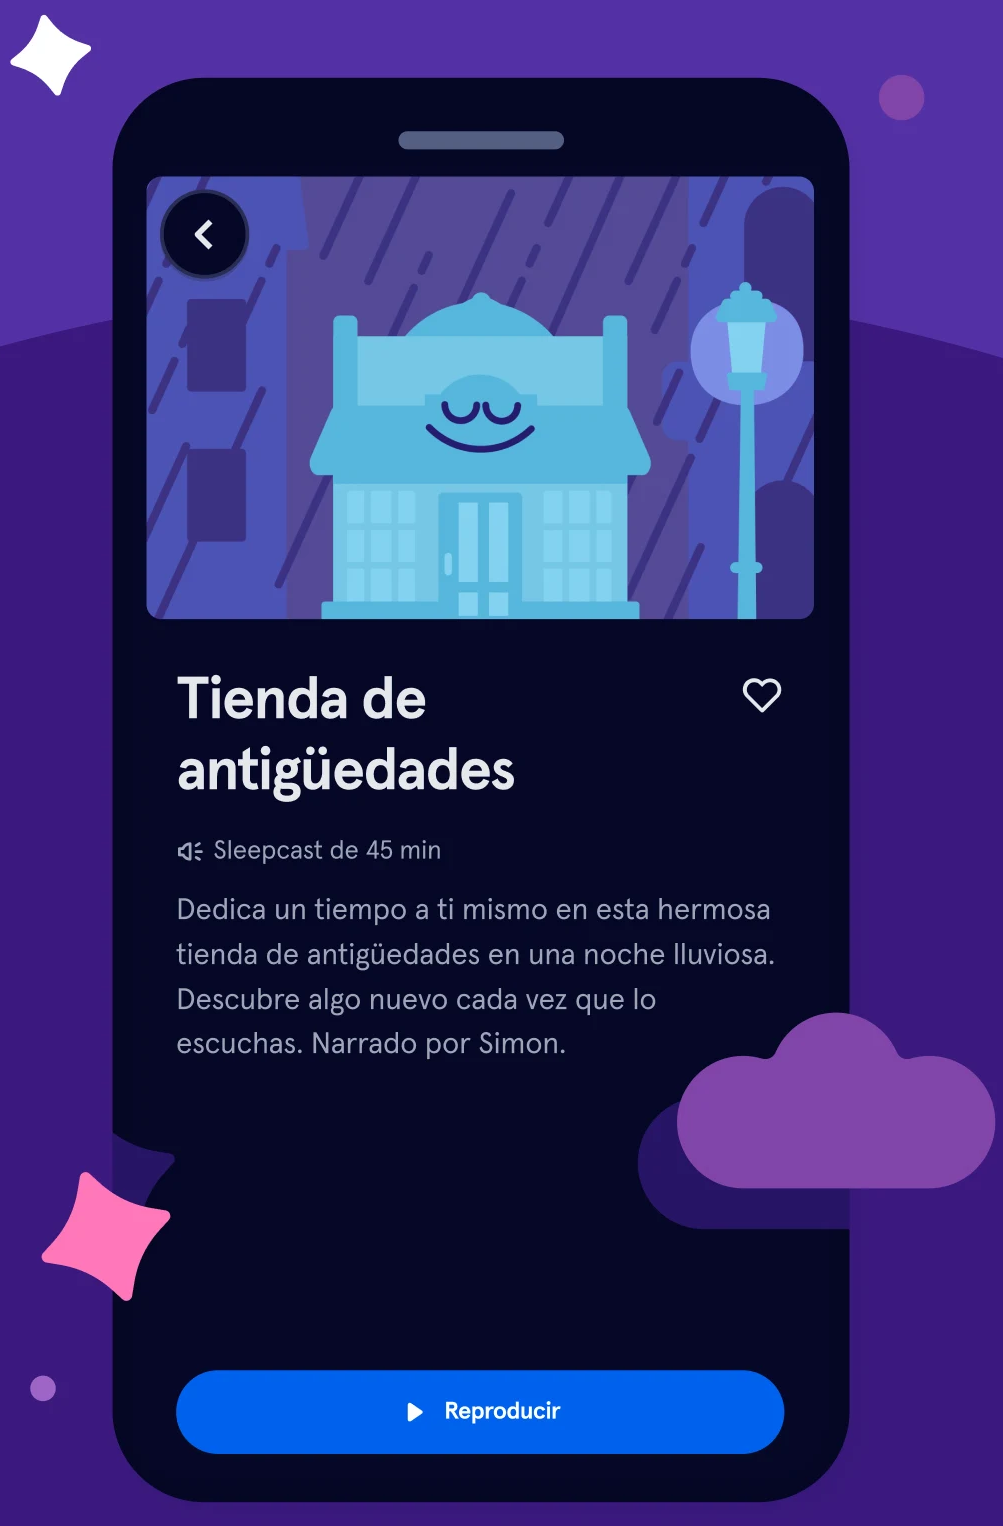 Tienda de
antigüedades
Sleepcast de 45 min
Dedica un tiempo a ti mismo en esta hermosa
tienda de antigüedades en una noche lluviosa.
Descubre algo nuevo cada vez que lo
escuchas. Narrado por Simon.
Reproducir